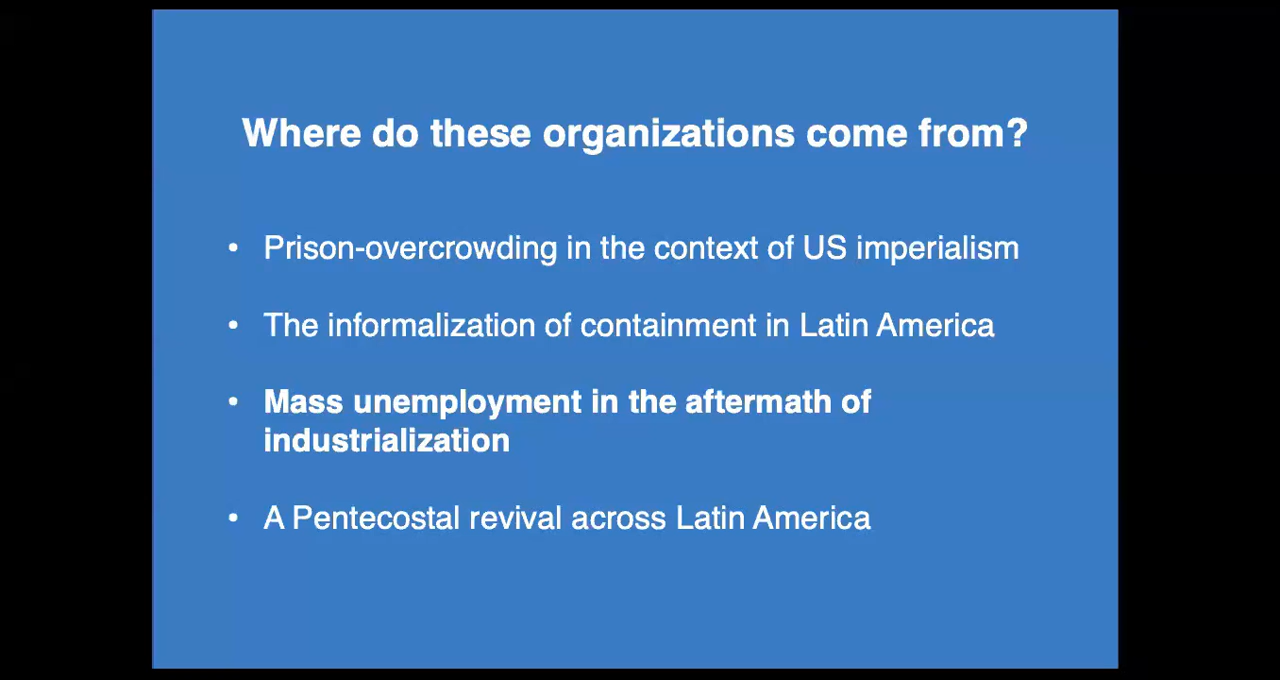 Where do these organizations come from?
• Prison-overcrowding in the context of US imperialism
• The informalization of containment in Latin America
• Mass unemployment in the aftermath of
industrialization
• A Pentecostal revival across Latin America